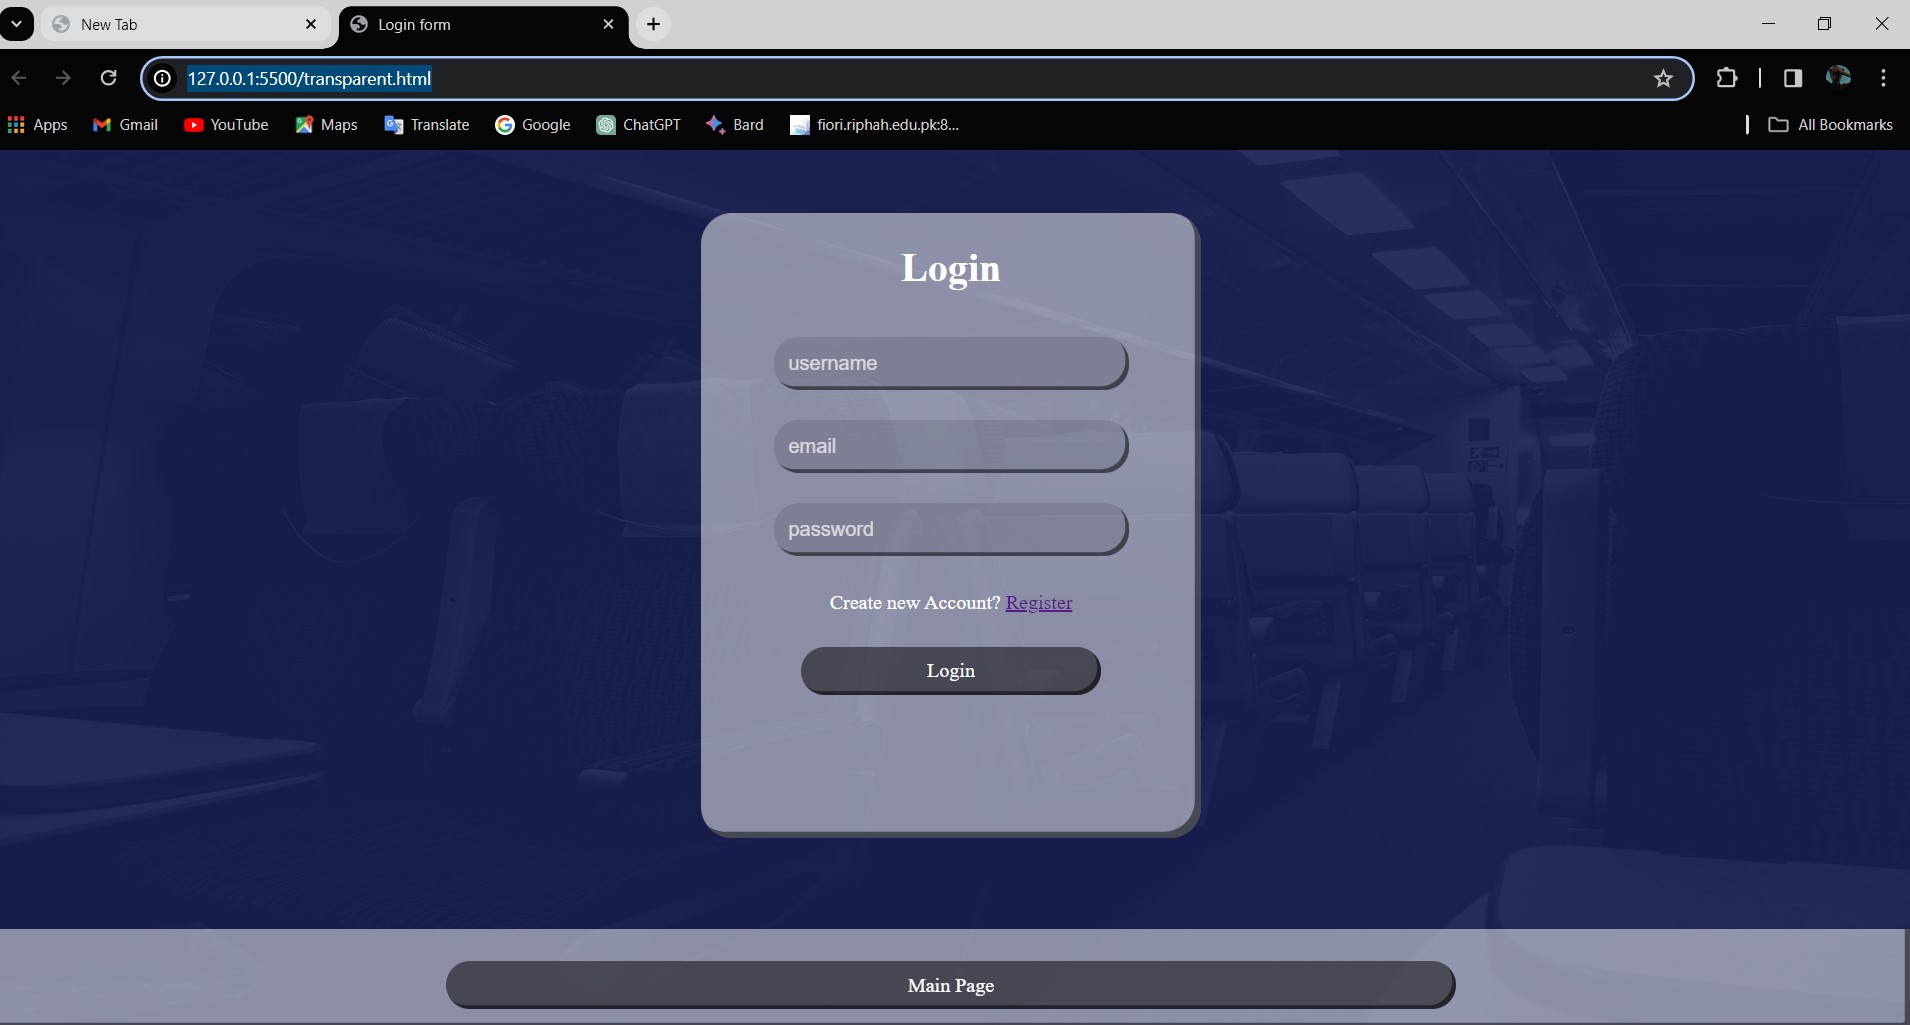 New Tab
Login form
127.0.0.1:5500/transparent.html
Apps Gmail YouTube Maps Translate Google ChatGPT Bard fiori.riphah.edu.pk:8... All Bookmarks
Login
username
email
password
Create new Account? Register
Login
Main Page